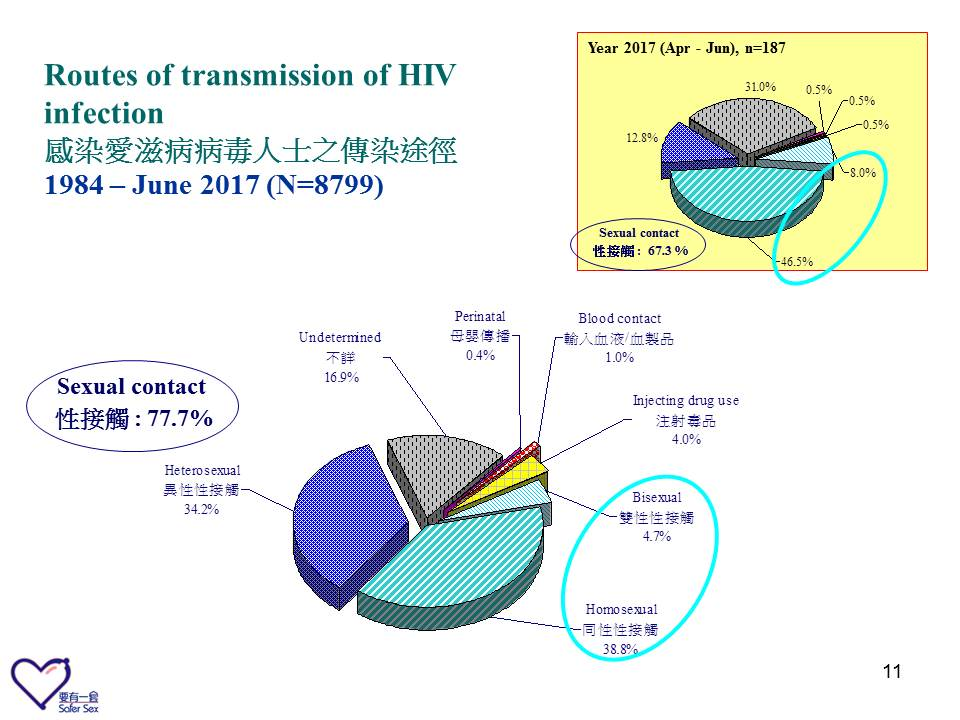 Routes of transmission of HIV
infection
感染愛滋病病毒人士之傳染途徑
1984 – June 2017 (N=8799)
Year 2017 (Apr - Jun), n=187
31.0%
0.5%
0.5%
0.5%
12.8%
8.0%
Sexual contact
性接觸 : 67.3 %
46.5%
Perinatal
母嬰傳播
0.4%
Blood contact
輸入血液/血製品
1.0%
Undetermined
不詳
16.9%
Sexual contact
性接觸 : 77.7%
Injecting drug use
注射毒品
4.0%
Heterosexual
異性性接觸
34.2%
Bisexual
雙性性接觸
4.7%
Homosexual
同性性接觸
38.8%
要有一套
Safer Sex
11